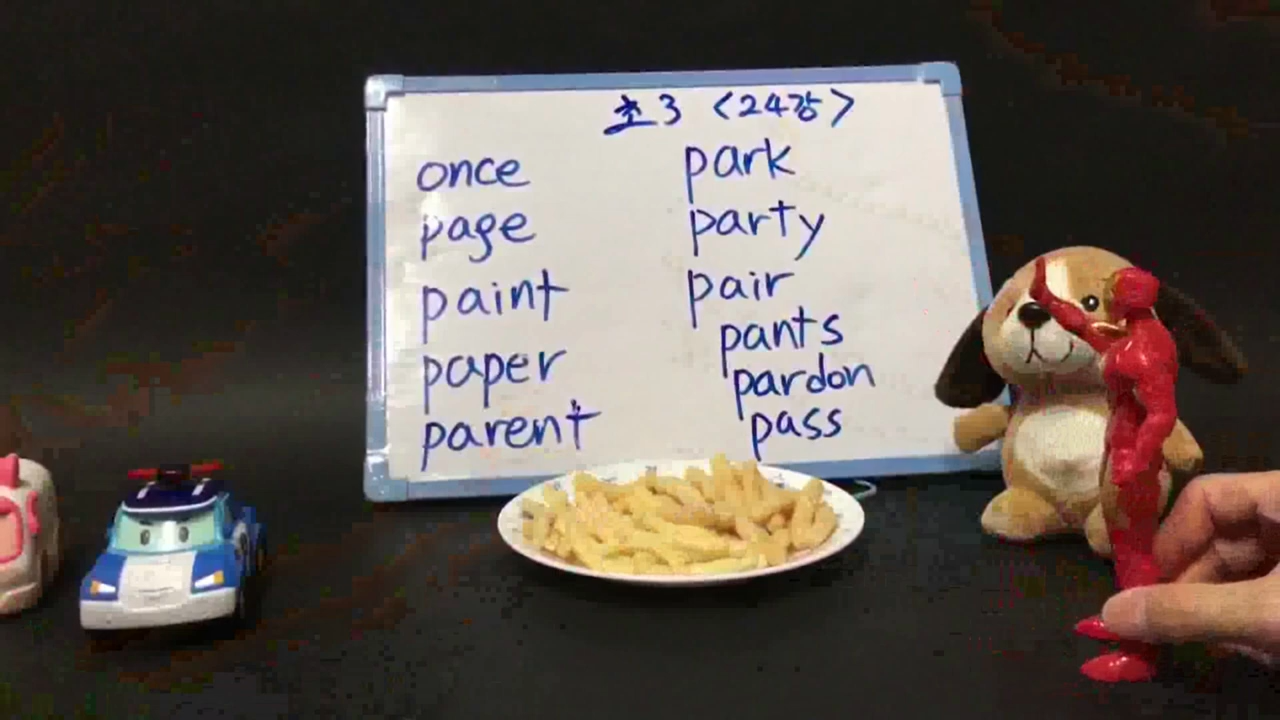 초3 <24강>
once
page
paint
paper
parent
park
party
pair
pants
pardon
pass